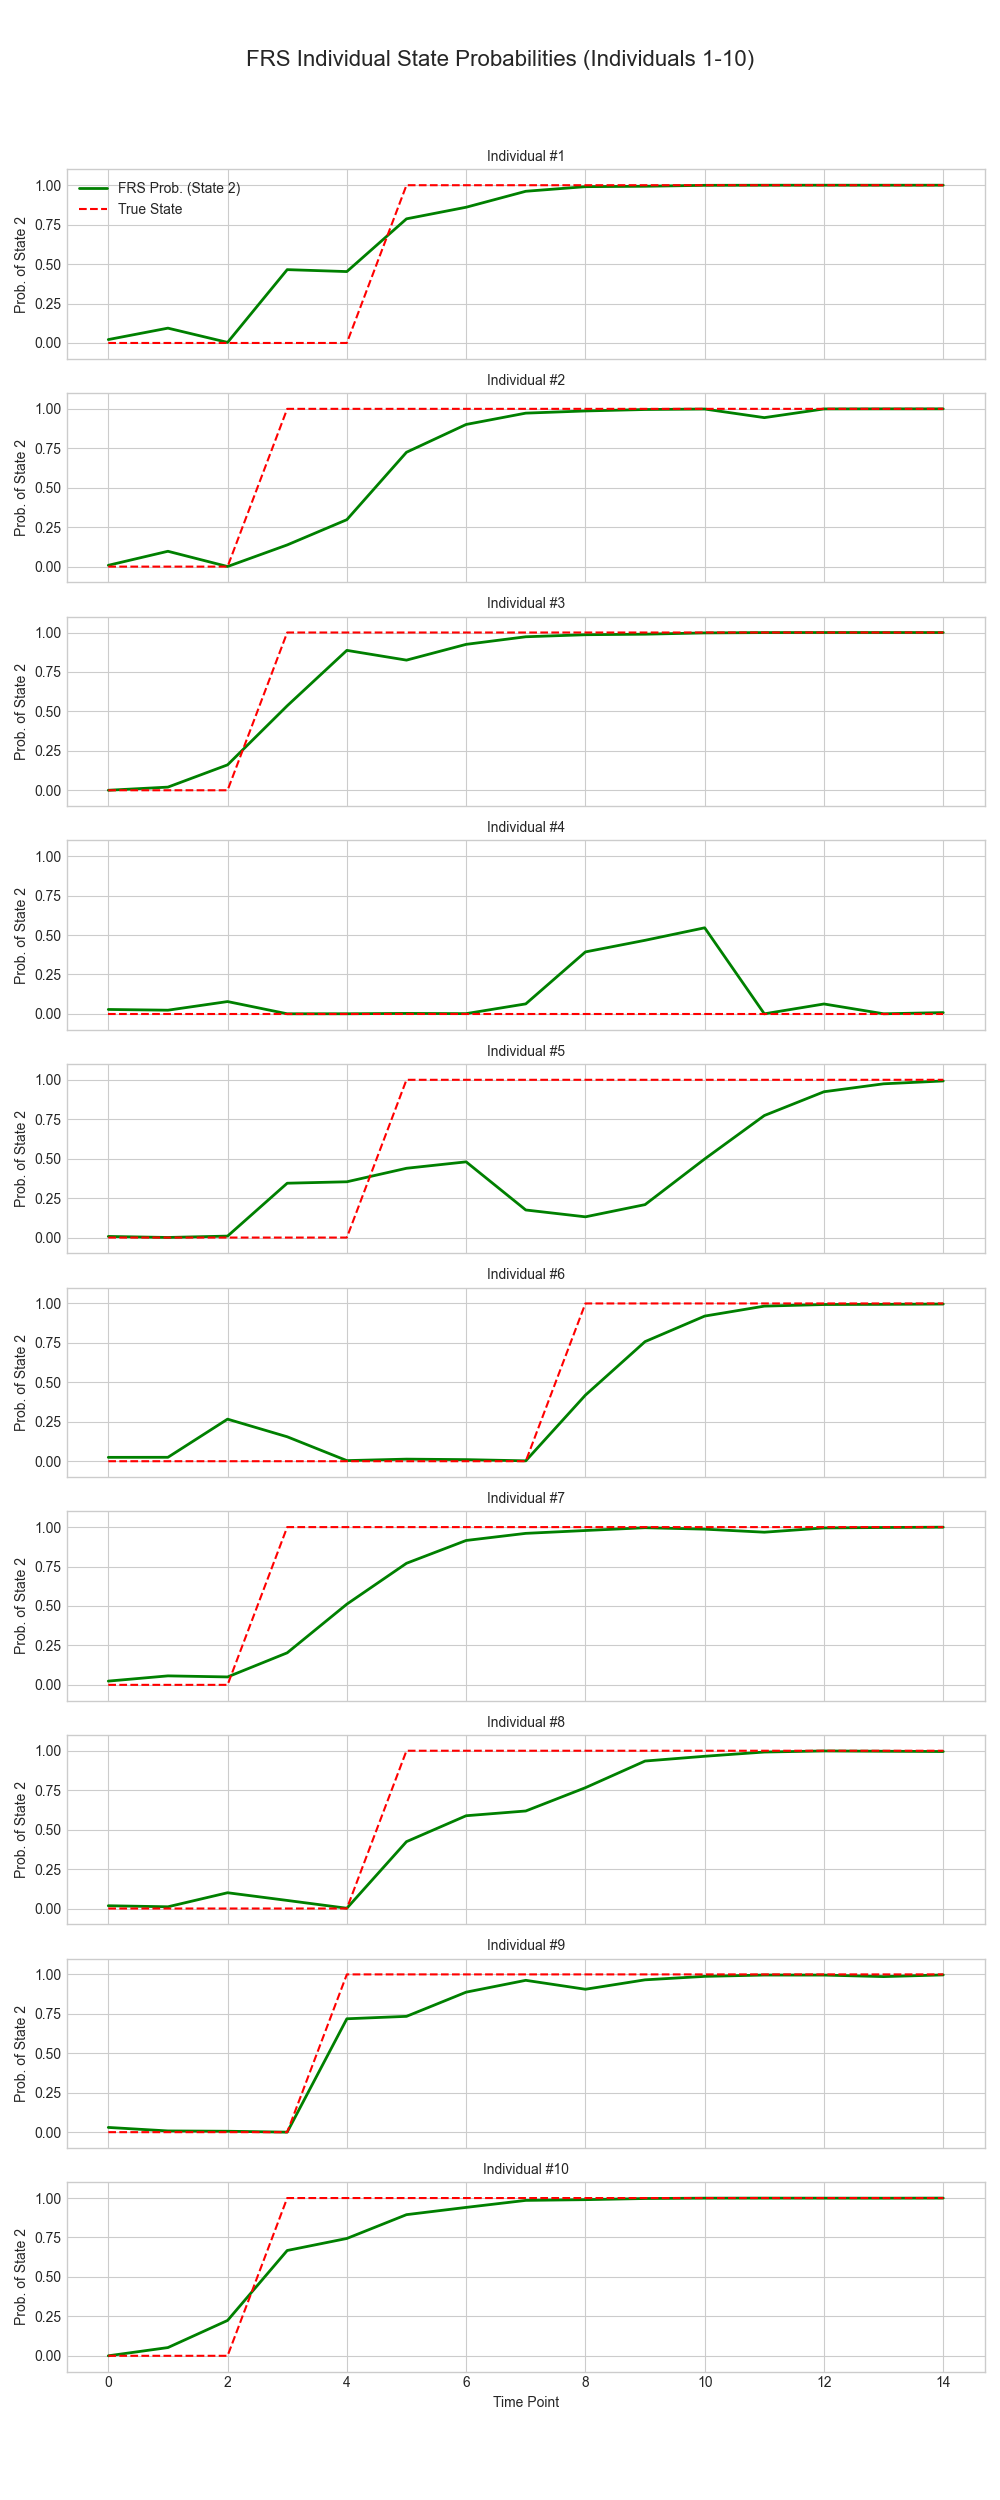 FRS Individual State Probabilities (Individuals 1-10)
Individual #1
FRS Prob. (State 2)
True State
Prob. of State 2
1.00
0.75
0.50
0.25
0.00
Individual #2
Prob. of State 2
1.00
0.75
0.50
0.25
0.00
Individual #3
Prob. of State 2
1.00
0.75
0.50
0.25
0.00
Individual #4
Prob. of State 2
1.00
0.75
0.50
0.25
0.00
Individual #5
Prob. of State 2
1.00
0.75
0.50
0.25
0.00
Individual #6
Prob. of State 2
1.00
0.75
0.50
0.25
0.00
Individual #7
Prob. of State 2
1.00
0.75
0.50
0.25
0.00
Individual #8
Prob. of State 2
1.00
0.75
0.50
0.25
0.00
Individual #9
Prob. of State 2
1.00
0.75
0.50
0.25
0.00
Individual #10
Prob. of State 2
1.00
0.75
0.50
0.25
0.00
0 2 4 6 8 10 12 14
Time Point